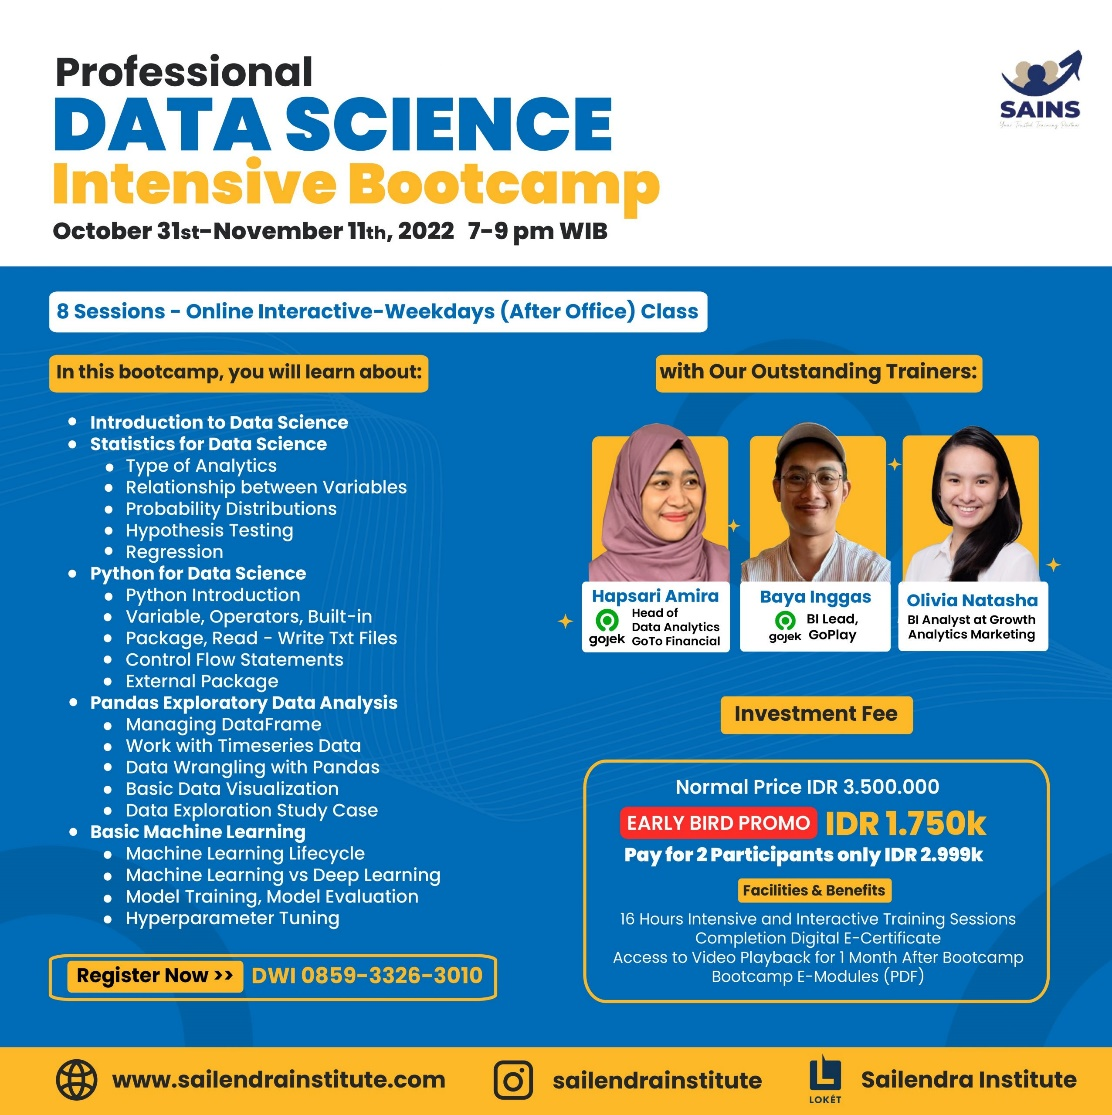 Professional
DATA SCIENCE
Intensive Bootcamp
October 31st-November 11th, 2022 7-9 pm WIB
SAINS
8 Sessions - Online Interactive-Weekdays (After Office) Class
In this bootcamp, you will learn about:
Introduction to Data Science
Statistics for Data Science
Type of Analytics
Relationship between Variables
Probability Distributions
Hypothesis Testing
Regression
Python for Data Science
Python Introduction
Variable, Operators, Built-in
Package, Read - Write Txt Files
Control Flow Statements
External Package
Pandas Exploratory Data Analysis
Managing DataFrame
Work with Timeseries Data
Data Wrangling with Pandas
Basic Data Visualization
Data Exploration Study Case
Basic Machine Learning
Machine Learning Lifecycle
Machine Learning vs Deep Learning
Model Training, Model Evaluation
Hyperparameter Tuning
Register Now >> DWI 0859-3326-3010
with Our Outstanding Trainers:
Hapsari Amira
gojek
Head of
Data Analytics
GoTo Financial
Baya Inggas
gojek
BI Lead,
GoPlay
Olivia Natasha
BI Analyst at Growth
Analytics Marketing
Investment Fee
Normal Price IDR 3.500.000
EARLY BIRD PROMO IDR 1.750k
Pay for 2 Participants only IDR 2.999k
Facilities & Benefits
16 Hours Intensive and Interactive Training Sessions
Completion Digital E-Certificate
Access to Video Playback for 1 Month After Bootcamp
Bootcamp E-Modules (PDF)
www.sailendrainstitute.com
sailendrainstitute
LOKÉT
Sailendra Institute